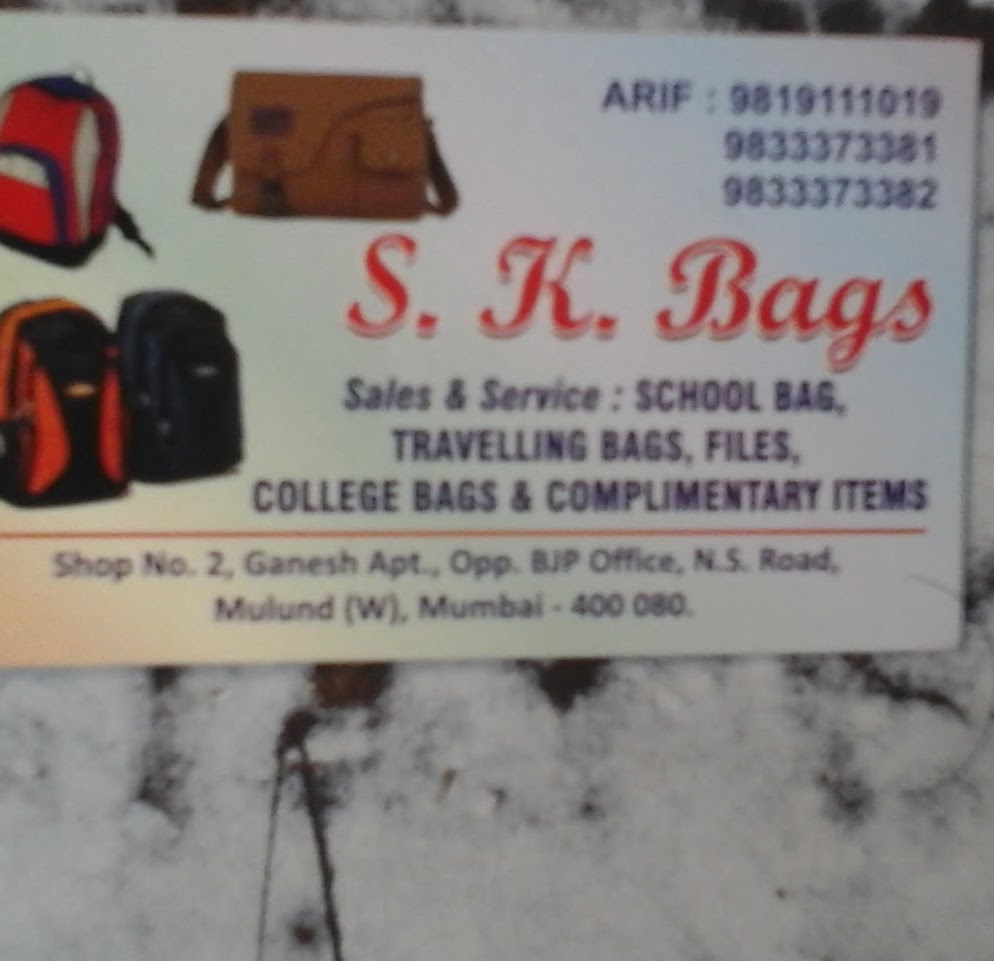 ARIF : 9819111019
9833373381
9833373382
S. K. Bags
Sales & Service : SCHOOL BAG,
TRAVELLING BAGS, FILES,
COLLEGE BAGS & COMPLIMENTARY ITEMS
Shop No. 2, Ganesh Apt., Opp. BJP Office, N.S. Road,
Mulund (W), Mumbai - 400 080.